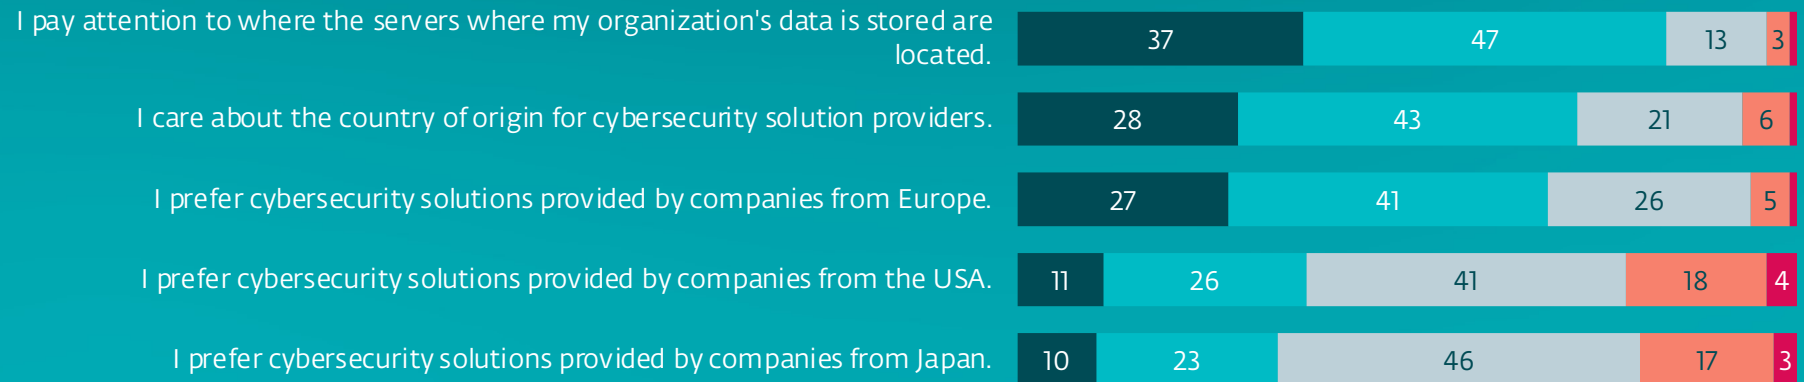 I pay attention to where the servers where my organization's data is stored are
located.
37 47 13 3
I care about the country of origin for cybersecurity solution providers.
28 43 21 6
I prefer cybersecurity solutions provided by companies from Europe.
27 41 26 5
I prefer cybersecurity solutions provided by companies from the USA.
11 26 41 18 4
I prefer cybersecurity solutions provided by companies from Japan.
10 23 46 17 3